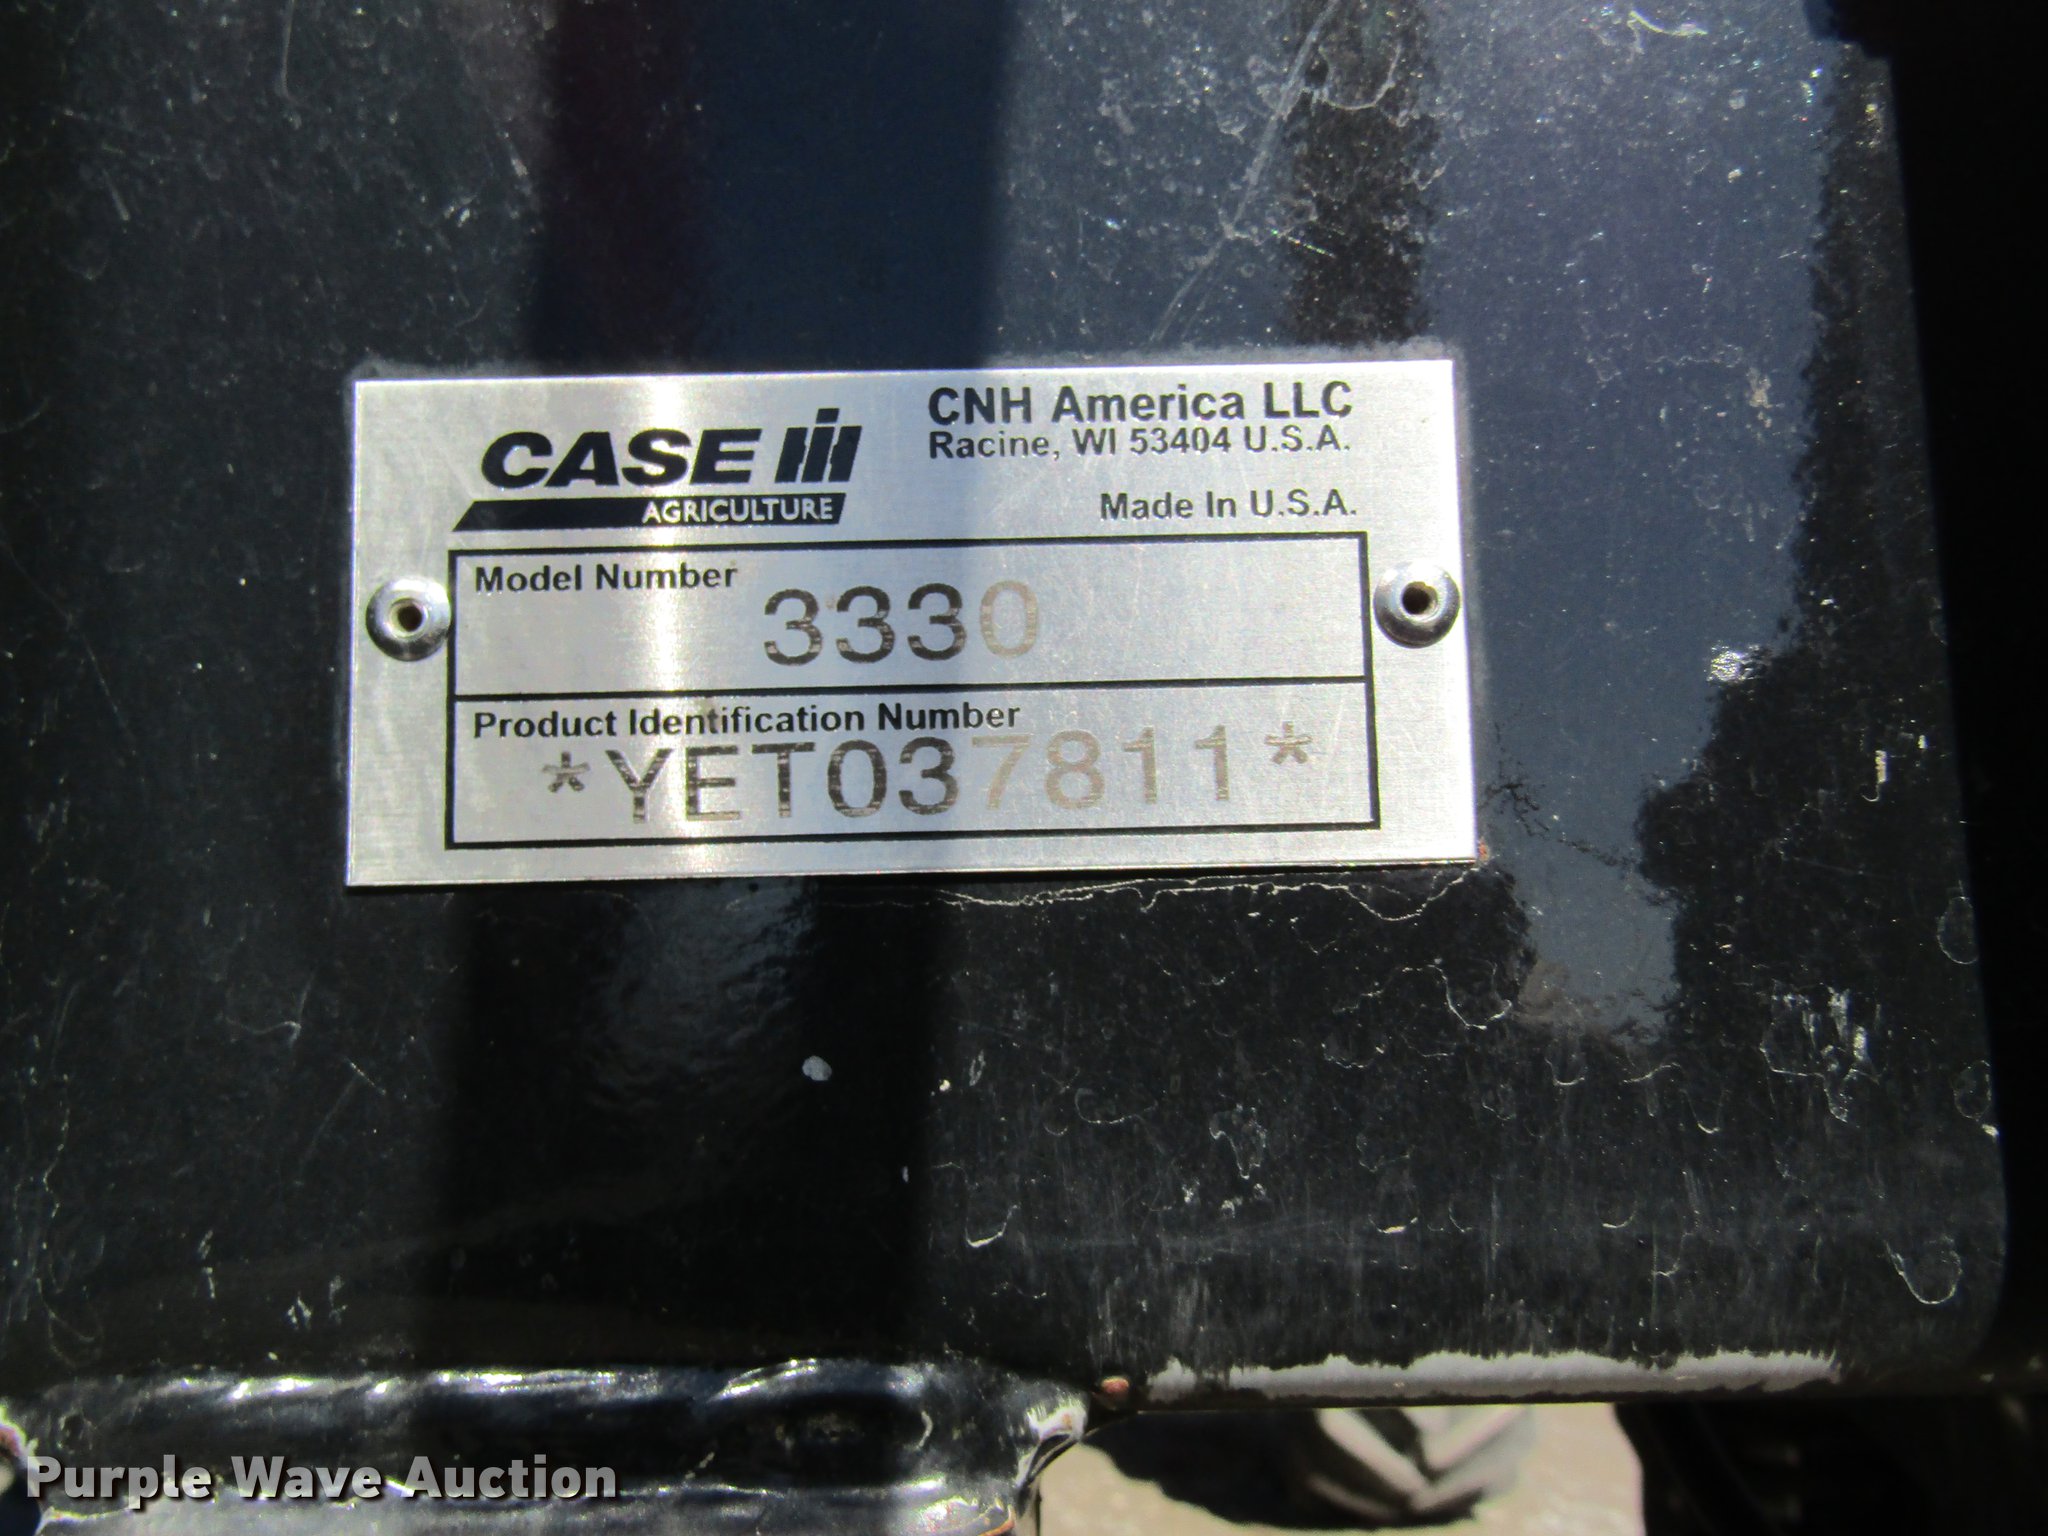 CASE IH
AGRICULTURE
CNH America LLC
Racine, WI 53404 U.S.A.
Made In U.S.A.
Model Number
3330
Product Identification Number
*YET037811*
Purple Wave Auction